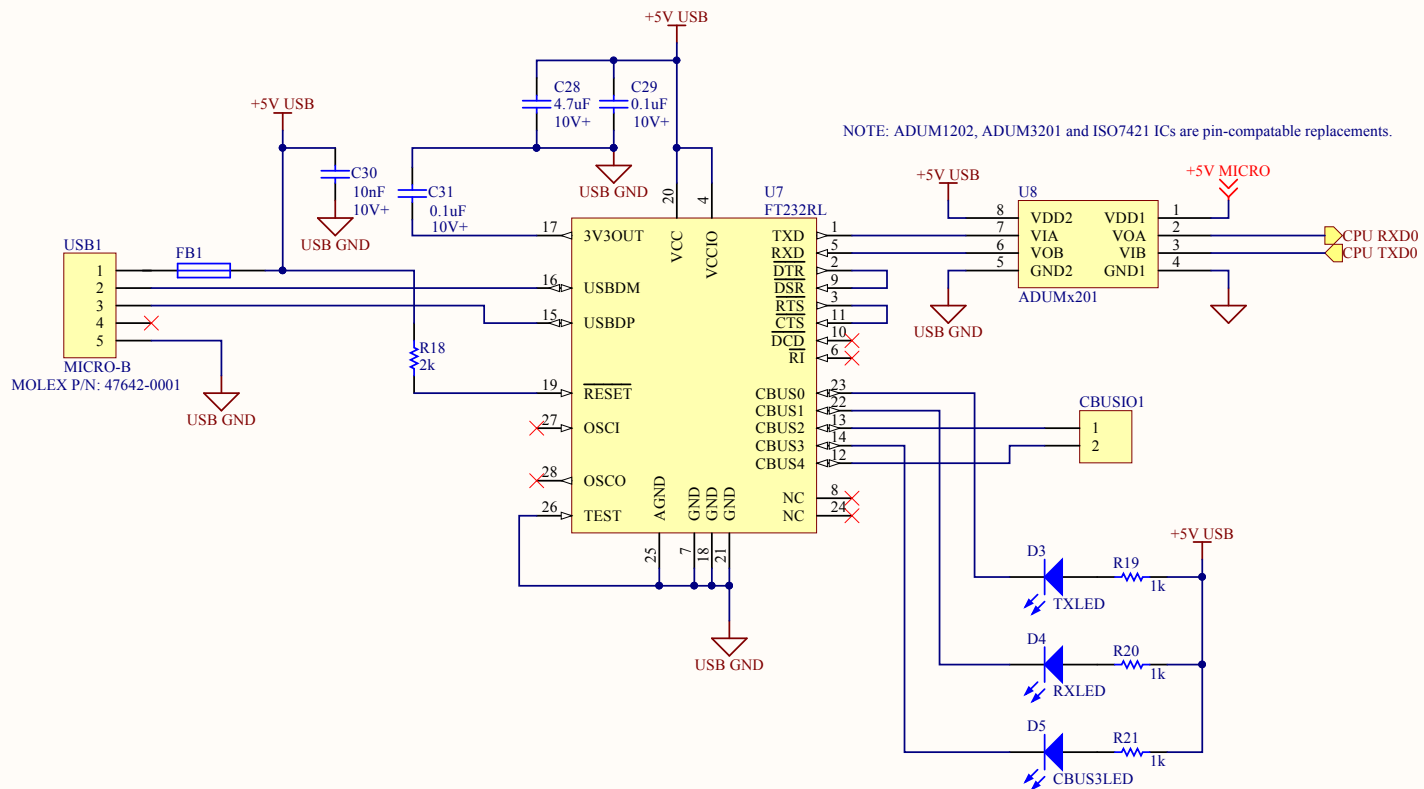 +5V USB
C28
4.7uF
10V+
C29
0.1uF
10V+
USB GND
+5V USB
C30
10nF
10V+
USB GND
C31
0.1uF
10V+
NOTE: ADUM1202, ADUM3201 and ISO7421 ICs are pin-compatable replacements.
USB1
1
2
3
4
5
MICRO-B
MOLEX P/N: 47642-0001
FB1
USB GND
R18
2k
U7
FT232RL
20
VCC
4
VCCIO
17
3V3OUT
16
USBDM
15
USBDP
19
RESET
27
OSCI
28
OSCO
26
TEST
25
AGND
7
GND
18
GND
21
GND
USB GND
TXD
1
RXD
5
DTR
2
DSR
9
RTS
3
CTS
11
DCD
10
RI
6
CBUS0
23
CBUS1
22
CBUS2
13
CBUS3
14
CBUS4
12
NC
8
NC
24
+5V USB
U8
+5V MICRO
8
VDD2
VDD1
1
7
VIA
VOA
2
CPU RXD0
6
VOB
VIB
3
CPU TXD0
5
GND2
GND1
4
ADUMx201
USB GND
CBUSIO1
1
2
+5V USB
D3
TXLED
R19
1k
D4
RXLED
R20
1k
D5
CBUS3LED
R21
1k